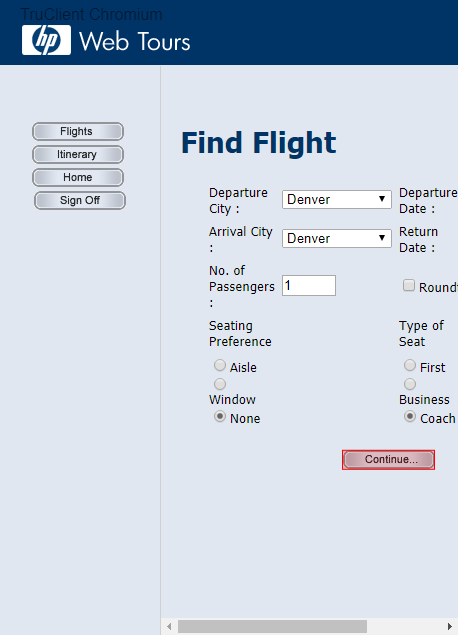 TruClient Chromium
hp Web Tours
Flights
Itinerary
Home
Sign Off
Find Flight
Departure City :
Denver
Departure Date :
Arrival City :
Denver
Return Date :
No. of Passengers :
1
Seating Preference
Type of Seat
Aisle
First
Window
Business
None
Coach
Continue...